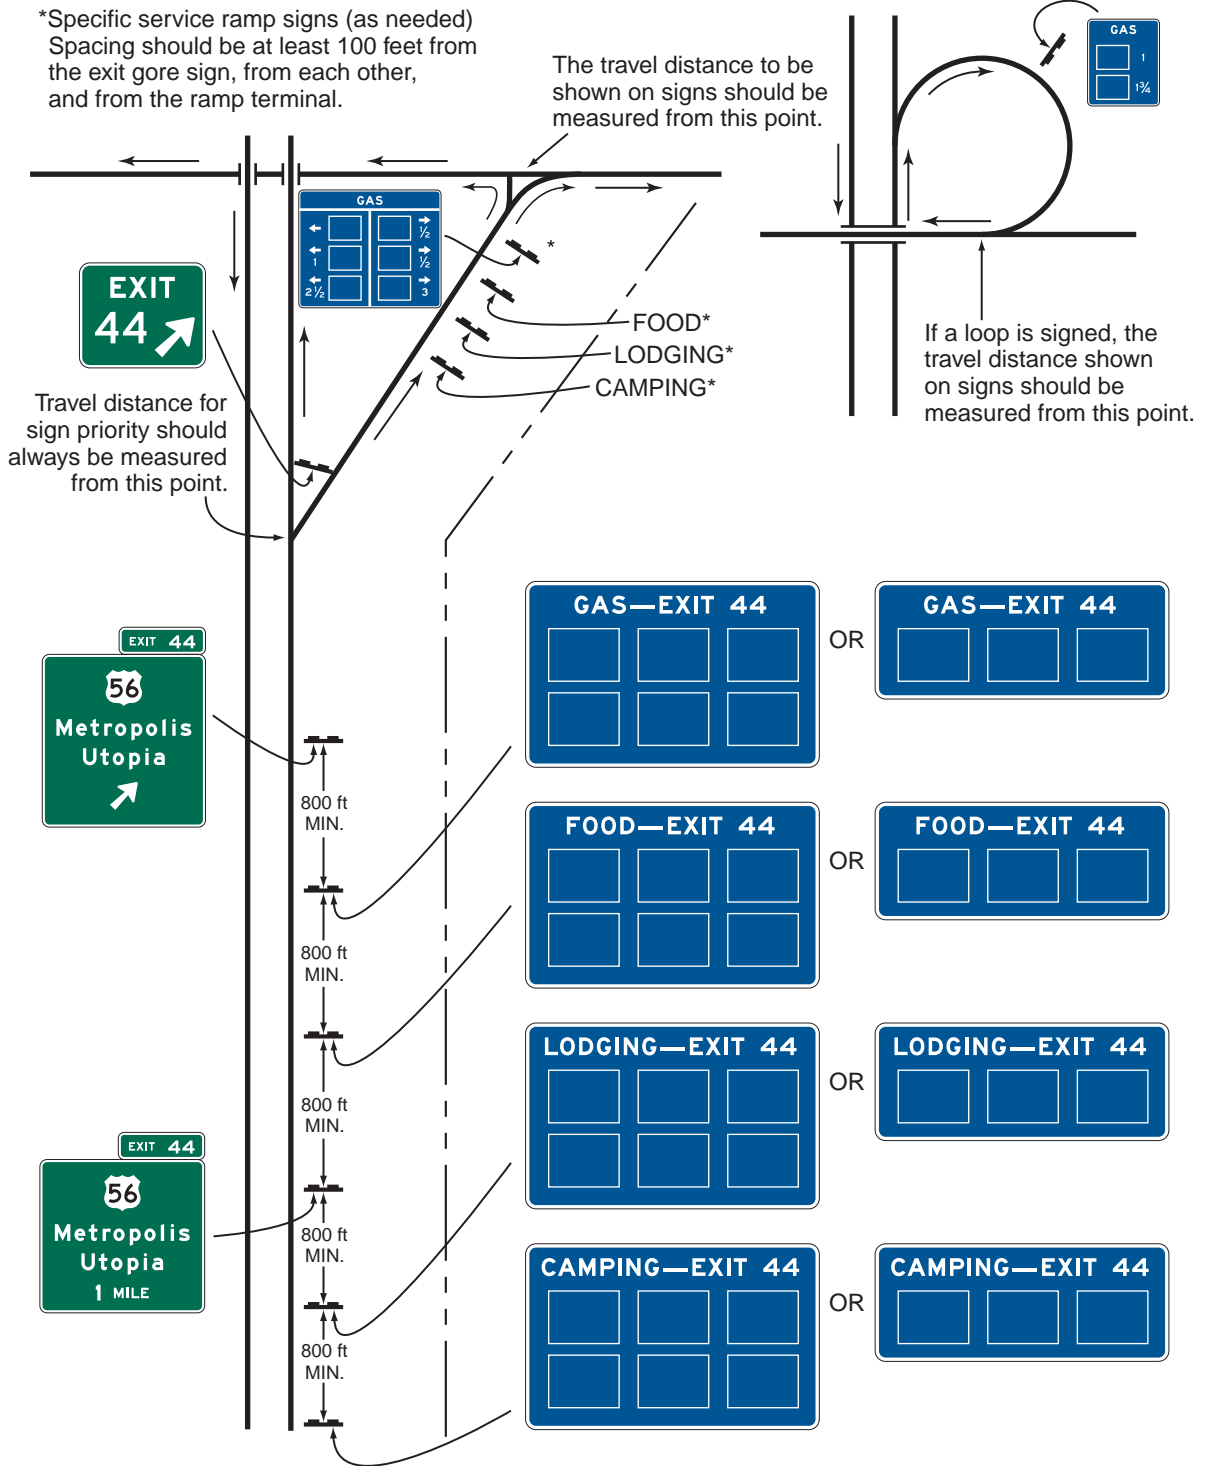 *Specific service ramp signs (as needed)
Spacing should be at least 100 feet from
the exit gore sign, from each other,
and from the ramp terminal.
The travel distance to be
shown on signs should be
measured from this point.
GAS
1
1¾
GAS
← → ½
← 1 → ½
← 2½ → 3
*
EXIT
44
FOOD*
LODGING*
CAMPING*
If a loop is signed, the
travel distance shown
on signs should be
measured from this point.
Travel distance for
sign priority should
always be measured
from this point.
EXIT 44
56
Metropolis
Utopia
800 ft
MIN.
800 ft
MIN.
800 ft
MIN.
800 ft
MIN.
800 ft
MIN.
EXIT 44
56
Metropolis
Utopia
1 MILE
GAS—EXIT 44
OR
GAS—EXIT 44
FOOD—EXIT 44
OR
FOOD—EXIT 44
LODGING—EXIT 44
OR
LODGING—EXIT 44
CAMPING—EXIT 44
OR
CAMPING—EXIT 44